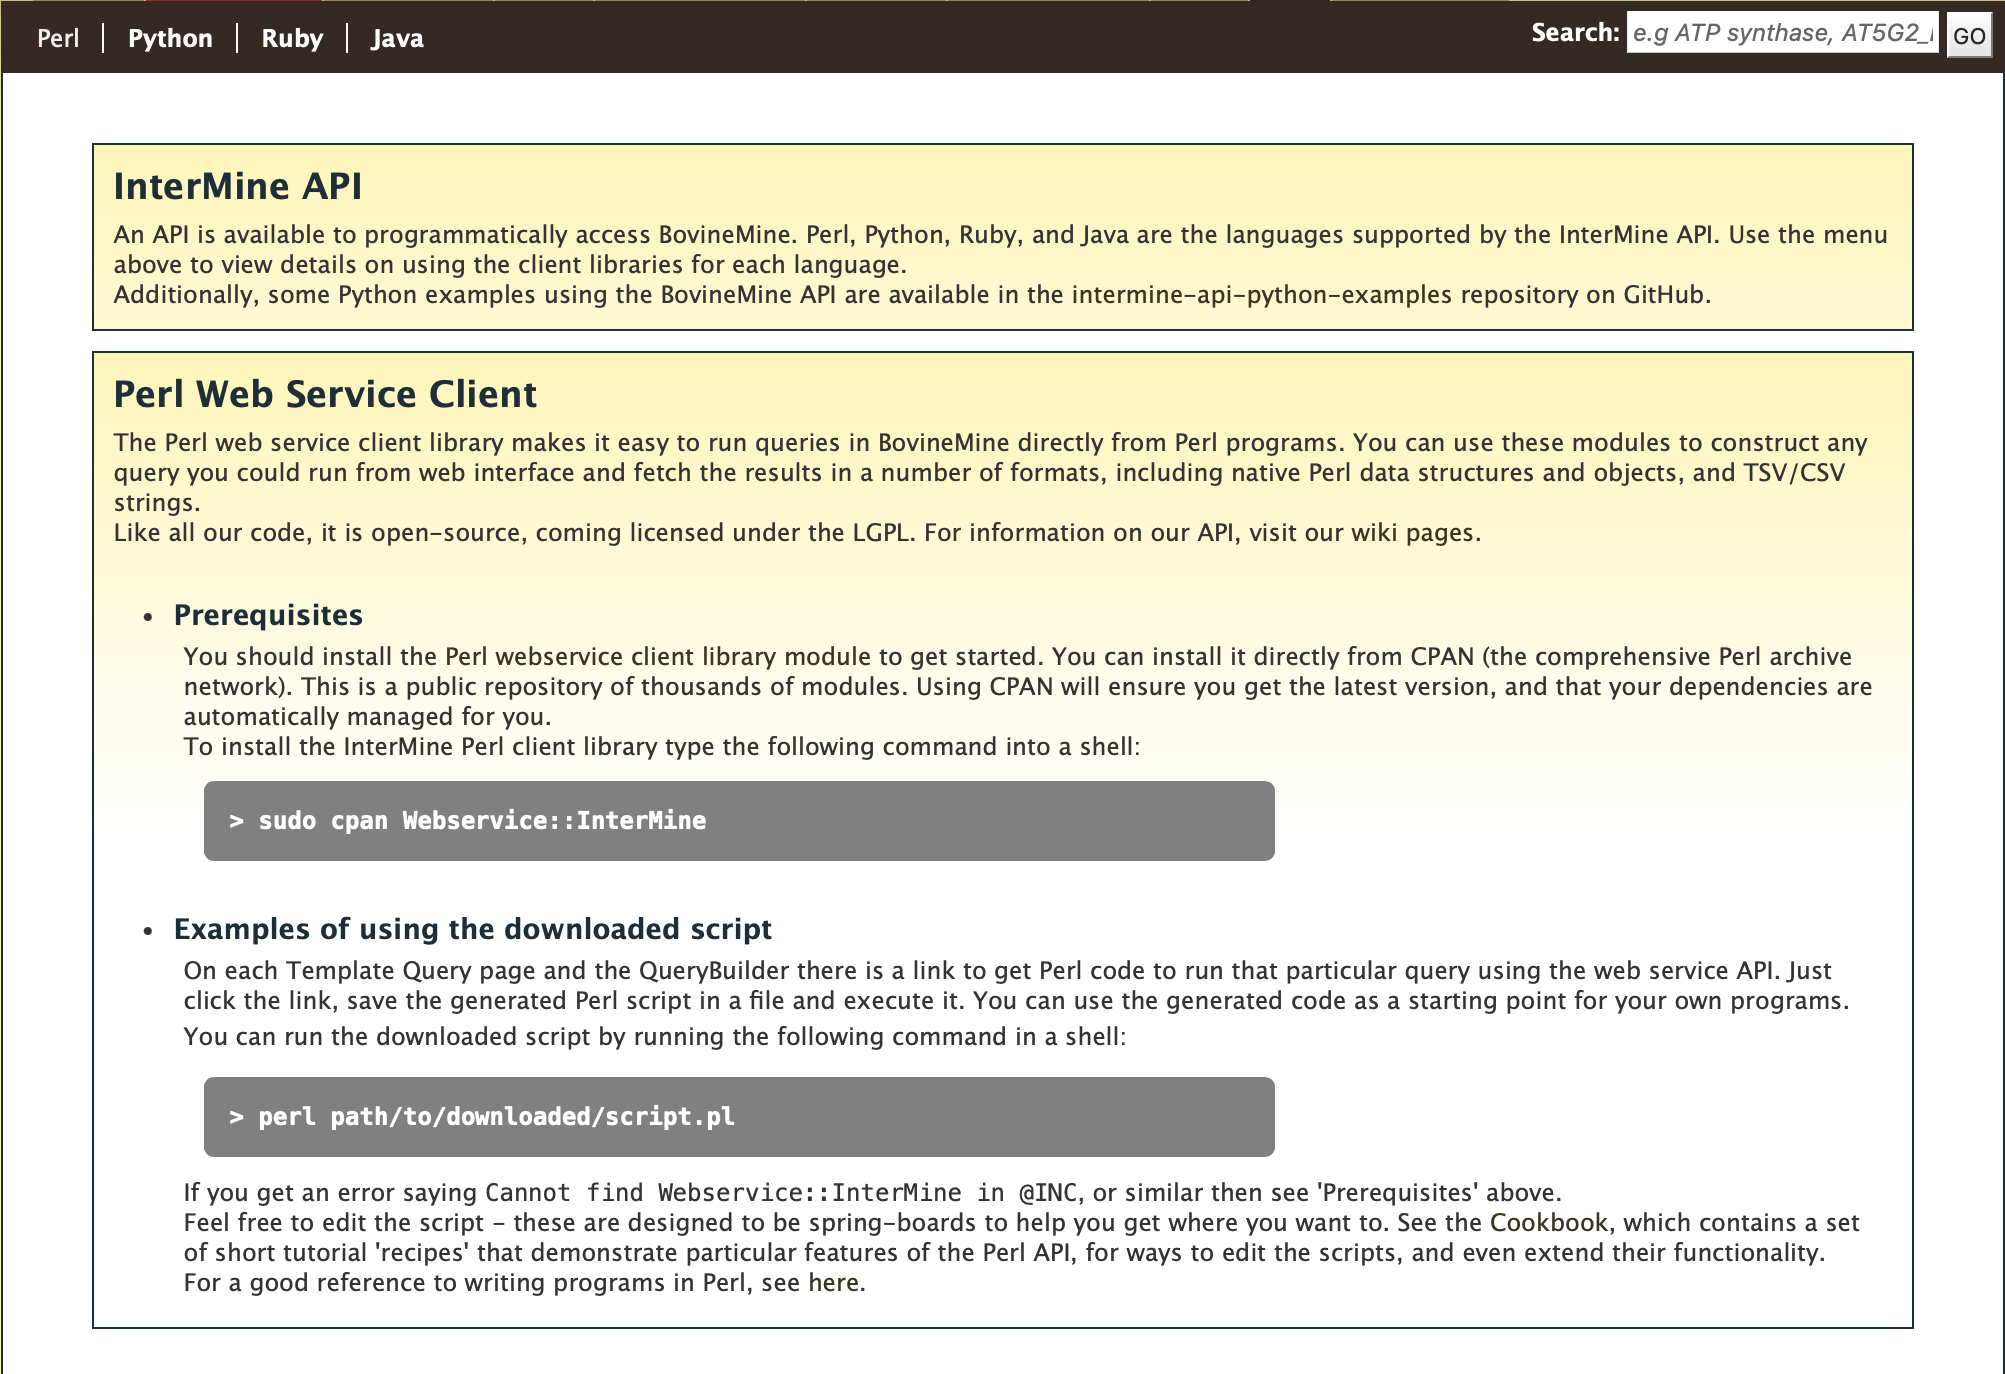 Perl | Python | Ruby | Java
Search: e.g ATP synthase, AT5G2_ GO
InterMine API
An API is available to programmatically access BovineMine. Perl, Python, Ruby, and Java are the languages supported by the InterMine API. Use the menu
above to view details on using the client libraries for each language.
Additionally, some Python examples using the BovineMine API are available in the intermine-api-python-examples repository on GitHub.
Perl Web Service Client
The Perl web service client library makes it easy to run queries in BovineMine directly from Perl programs. You can use these modules to construct any
query you could run from web interface and fetch the results in a number of formats, including native Perl data structures and objects, and TSV/CSV
strings.
Like all our code, it is open-source, coming licensed under the LGPL. For information on our API, visit our wiki pages.
• Prerequisites
You should install the Perl webservice client library module to get started. You can install it directly from CPAN (the comprehensive Perl archive
network). This is a public repository of thousands of modules. Using CPAN will ensure you get the latest version, and that your dependencies are
automatically managed for you.
To install the InterMine Perl client library type the following command into a shell:
> sudo cpan Webservice::InterMine
• Examples of using the downloaded script
On each Template Query page and the QueryBuilder there is a link to get Perl code to run that particular query using the web service API. Just
click the link, save the generated Perl script in a file and execute it. You can use the generated code as a starting point for your own programs.
You can run the downloaded script by running the following command in a shell:
> perl path/to/downloaded/script.pl
If you get an error saying Cannot find Webservice::InterMine in @INC, or similar then see 'Prerequisites' above.
Feel free to edit the script - these are designed to be spring-boards to help you get where you want to. See the Cookbook, which contains a set
of short tutorial 'recipes' that demonstrate particular features of the Perl API, for ways to edit the scripts, and even extend their functionality.
For a good reference to writing programs in Perl, see here.